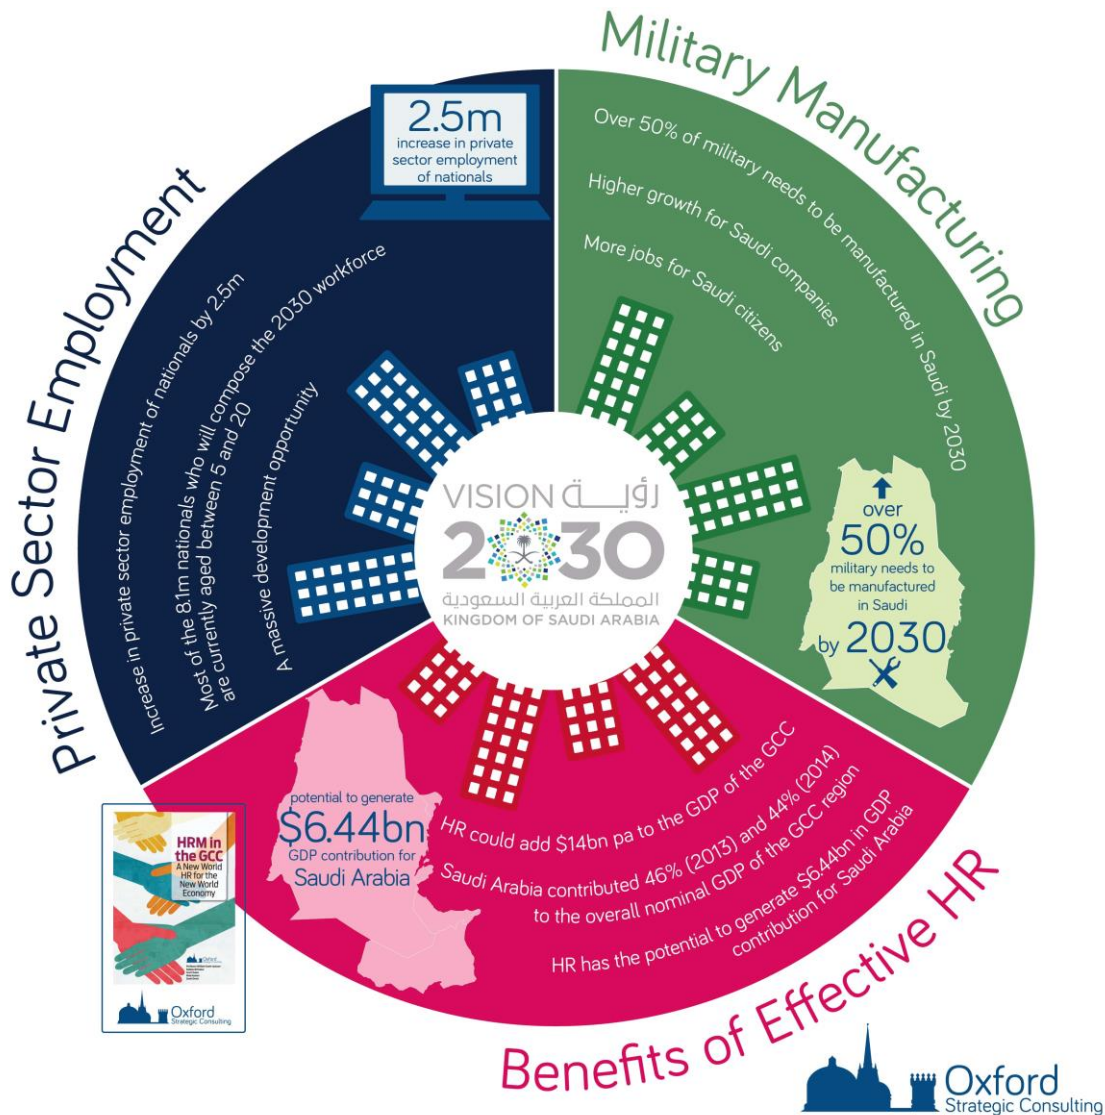 Military Manufacturing
Over 50% of military needs to be manufactured in Saudi by 2030
Higher growth for Saudi companies
More jobs for Saudi citizens
over
50%
military needs to
be manufactured
in Saudi
by 2030
Private Sector Employment
2.5m
increase in private
sector employment
of nationals
Increase in private sector employment of nationals by 2.5m
Most of the 8.1m nationals who will compose the 2030 workforce
are currently aged between 5 and 20
A massive development opportunity
VISION رؤيـــة
2030
المملكة العربية السعودية
KINGDOM OF SAUDI ARABIA
potential to generate
$6.44bn
GDP contribution for
Saudi Arabia
HR could add $14bn pa to the GDP of the GCC
Saudi Arabia contributed 46% (2013) and 44% (2014)
to the overall nominal GDP of the GCC region
HR has the potential to generate $6.44bn in GDP
contribution for Saudi Arabia
Benefits of Effective HR
HRM in
the GCC
A New World
HR for the
New World
Economy
Oxford
Strategic Consulting
Oxford
Strategic Consulting